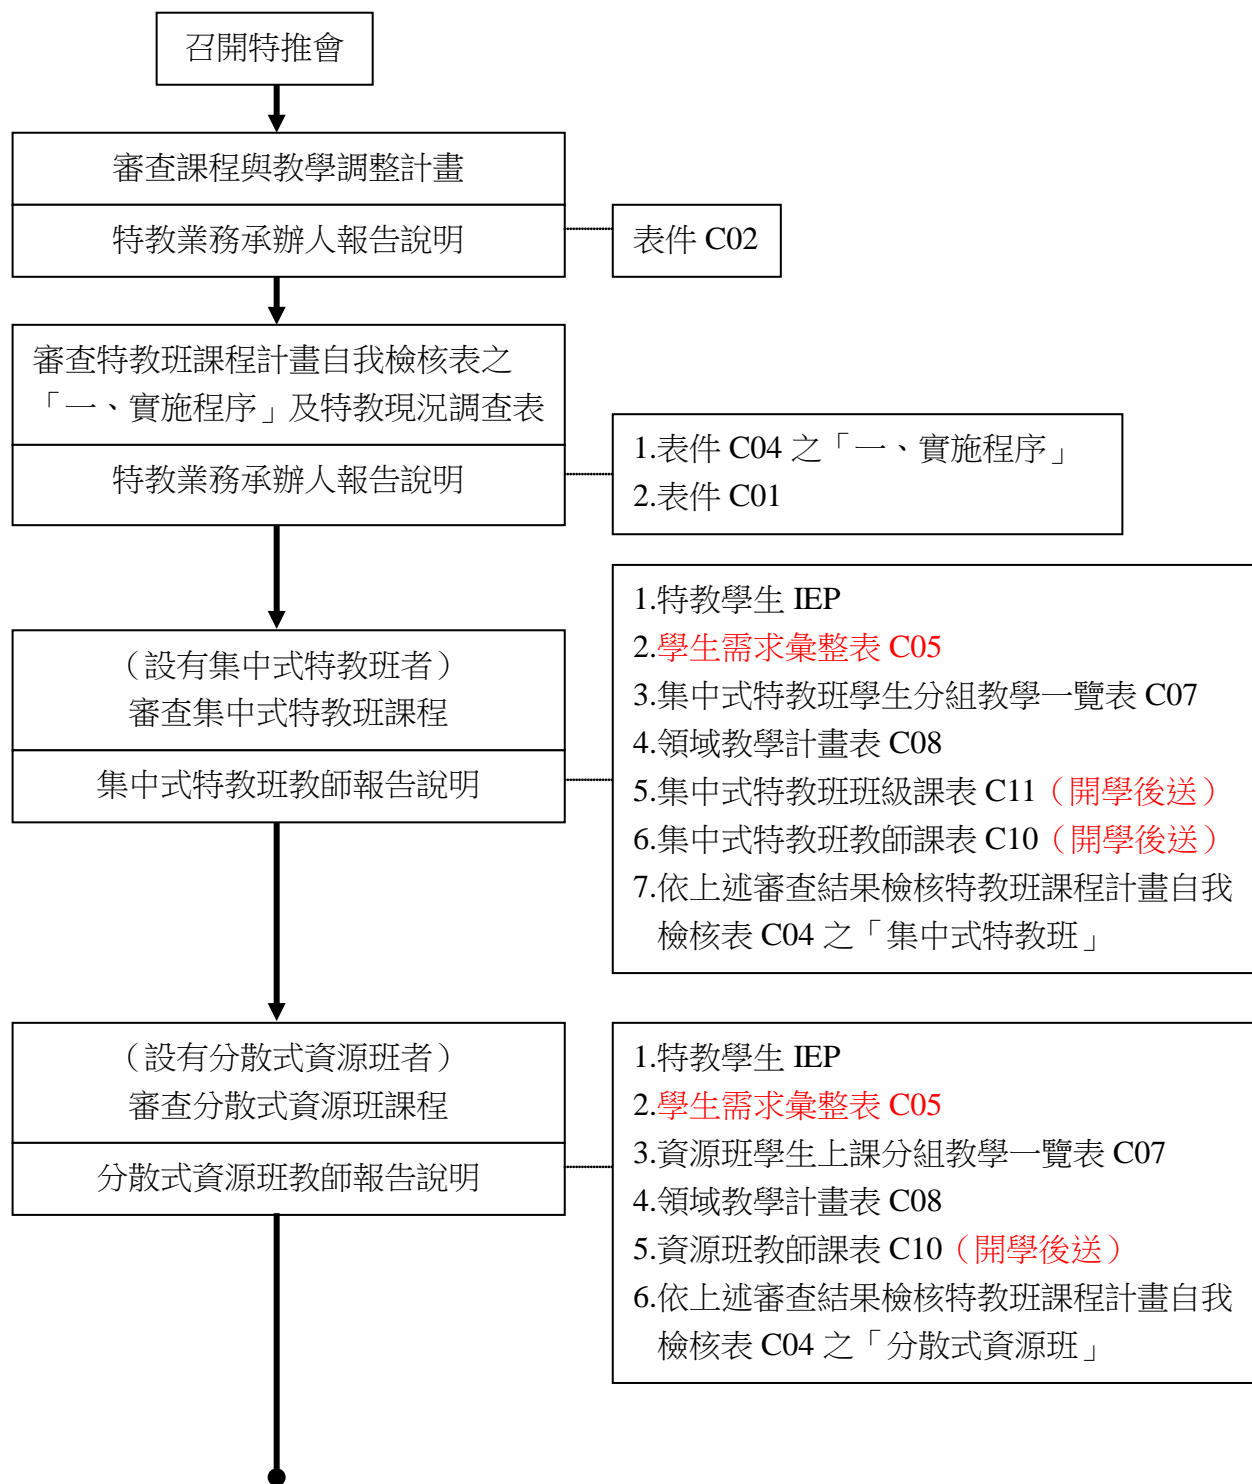 召開特推會
審查課程與教學調整計畫
特教業務承辦人報告說明
表件 C02
審查特教班課程計畫自我檢核表之
「一、實施程序」及特教現況調查表
特教業務承辦人報告說明
1.表件 C04 之「一、實施程序」
2.表件 C01
（設有集中式特教班者）
審查集中式特教班課程
集中式特教班教師報告說明
1.特教學生 IEP
2.學生需求彙整表 C05
3.集中式特教班學生分組教學一覽表 C07
4.領域教學計畫表 C08
5.集中式特教班班級課表 C11（開學後送）
6.集中式特教班教師課表 C10（開學後送）
7.依上述審查結果檢核特教班課程計畫自我
檢核表 C04 之「集中式特教班」
（設有分散式資源班者）
審查分散式資源班課程
分散式資源班教師報告說明
1.特教學生 IEP
2.學生需求彙整表 C05
3.資源班學生上課分組教學一覽表 C07
4.領域教學計畫表 C08
5.資源班教師課表 C10（開學後送）
6.依上述審查結果檢核特教班課程計畫自我
檢核表 C04 之「分散式資源班」